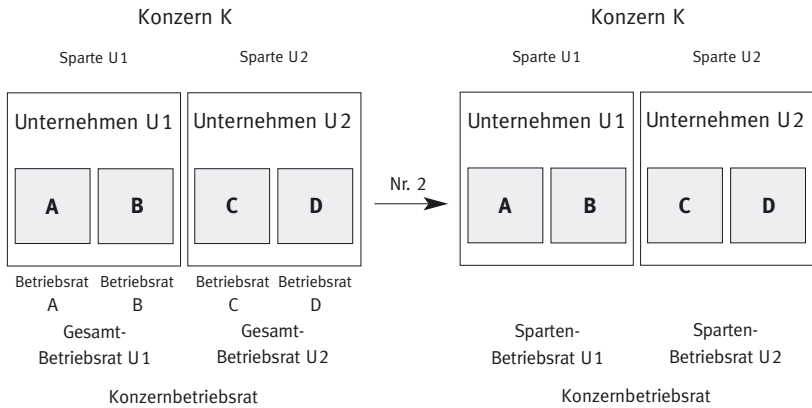 Konzern K
Sparte U1 Sparte U2
Unternehmen U1 Unternehmen U2
A B C D
Betriebsrat Betriebsrat Betriebsrat Betriebsrat
A B C D
Gesamt- Gesamt-
Betriebsrat U1 Betriebsrat U2
Konzernbetriebsrat
Nr. 2
Konzern K
Sparte U1 Sparte U2
Unternehmen U1 Unternehmen U2
A B C D
Sparten- Sparten-
Betriebsrat U1 Betriebsrat U2
Konzernbetriebsrat